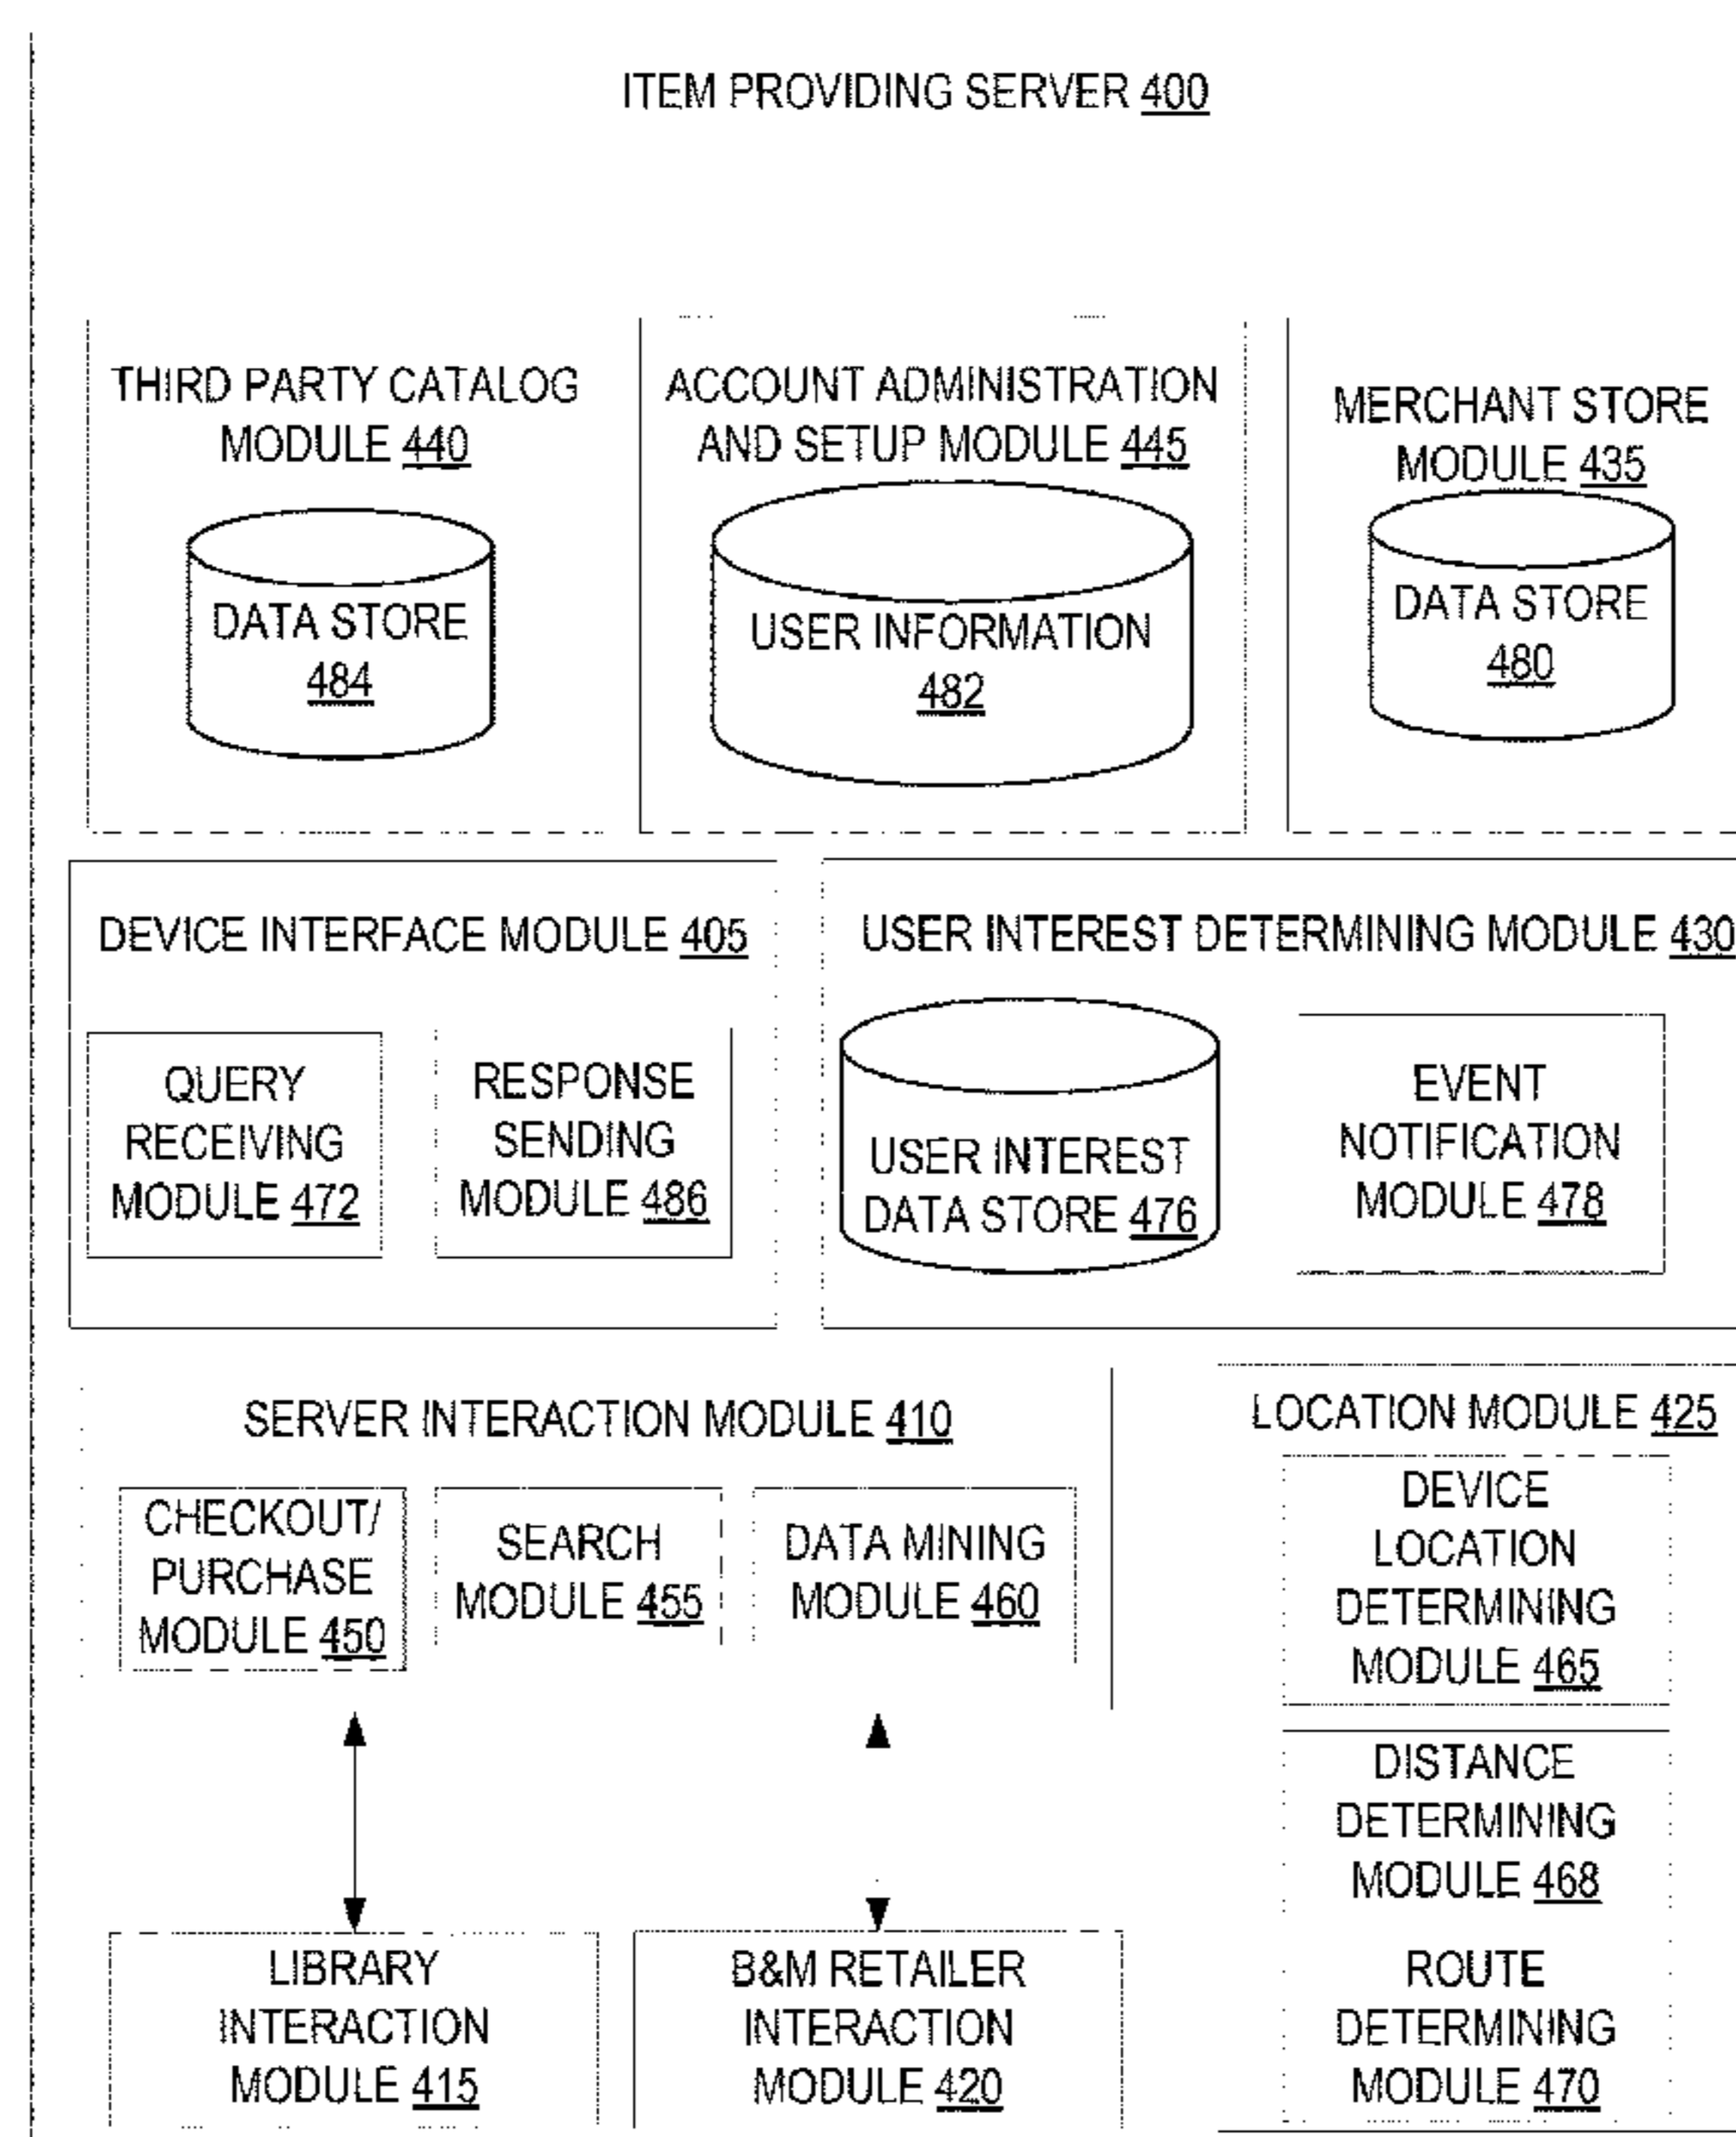 ITEM PROVIDING SERVER 400
THIRD PARTY CATALOG
MODULE 440
DATA STORE
484
ACCOUNT ADMINISTRATION
AND SETUP MODULE 445
USER INFORMATION
482
MERCHANT STORE
MODULE 435
DATA STORE
480
DEVICE INTERFACE MODULE 405
QUERY
RECEIVING
MODULE 472
RESPONSE
SENDING
MODULE 486
USER INTEREST DETERMINING MODULE 430
USER INTEREST
DATA STORE 476
EVENT
NOTIFICATION
MODULE 478
SERVER INTERACTION MODULE 410
CHECKOUT/
PURCHASE
MODULE 450
SEARCH
MODULE 455
DATA MINING
MODULE 460
LIBRARY
INTERACTION
MODULE 415
B&M RETAILER
INTERACTION
MODULE 420
LOCATION MODULE 425
DEVICE
LOCATION
DETERMINING
MODULE 465
DISTANCE
DETERMINING
MODULE 468
ROUTE
DETERMINING
MODULE 470